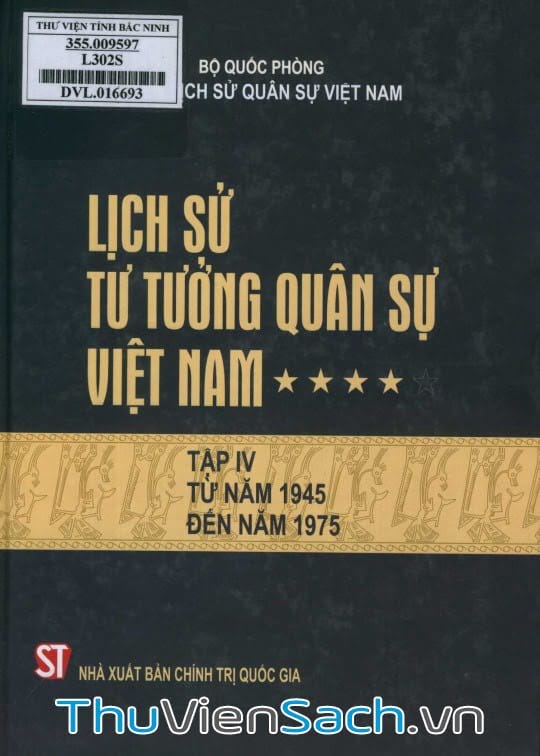 THƯ VIỆN TỈNH BẮC NINH
355.009597
L302S
DVL.016693
BỘ QUỐC PHÒNG
ỊCH SỬ QUÂN SỰ VIỆT NAM
LỊCH SỬ
TƯ TƯỞNG QUÂN SỰ
VIỆT NAM
TẬP IV
TỪ NĂM 1945
ĐẾN NĂM 1975
ST
NHÀ XUẤT BẢN CHÍNH TRỊ QUỐC GIA
ThuVienSach.vn